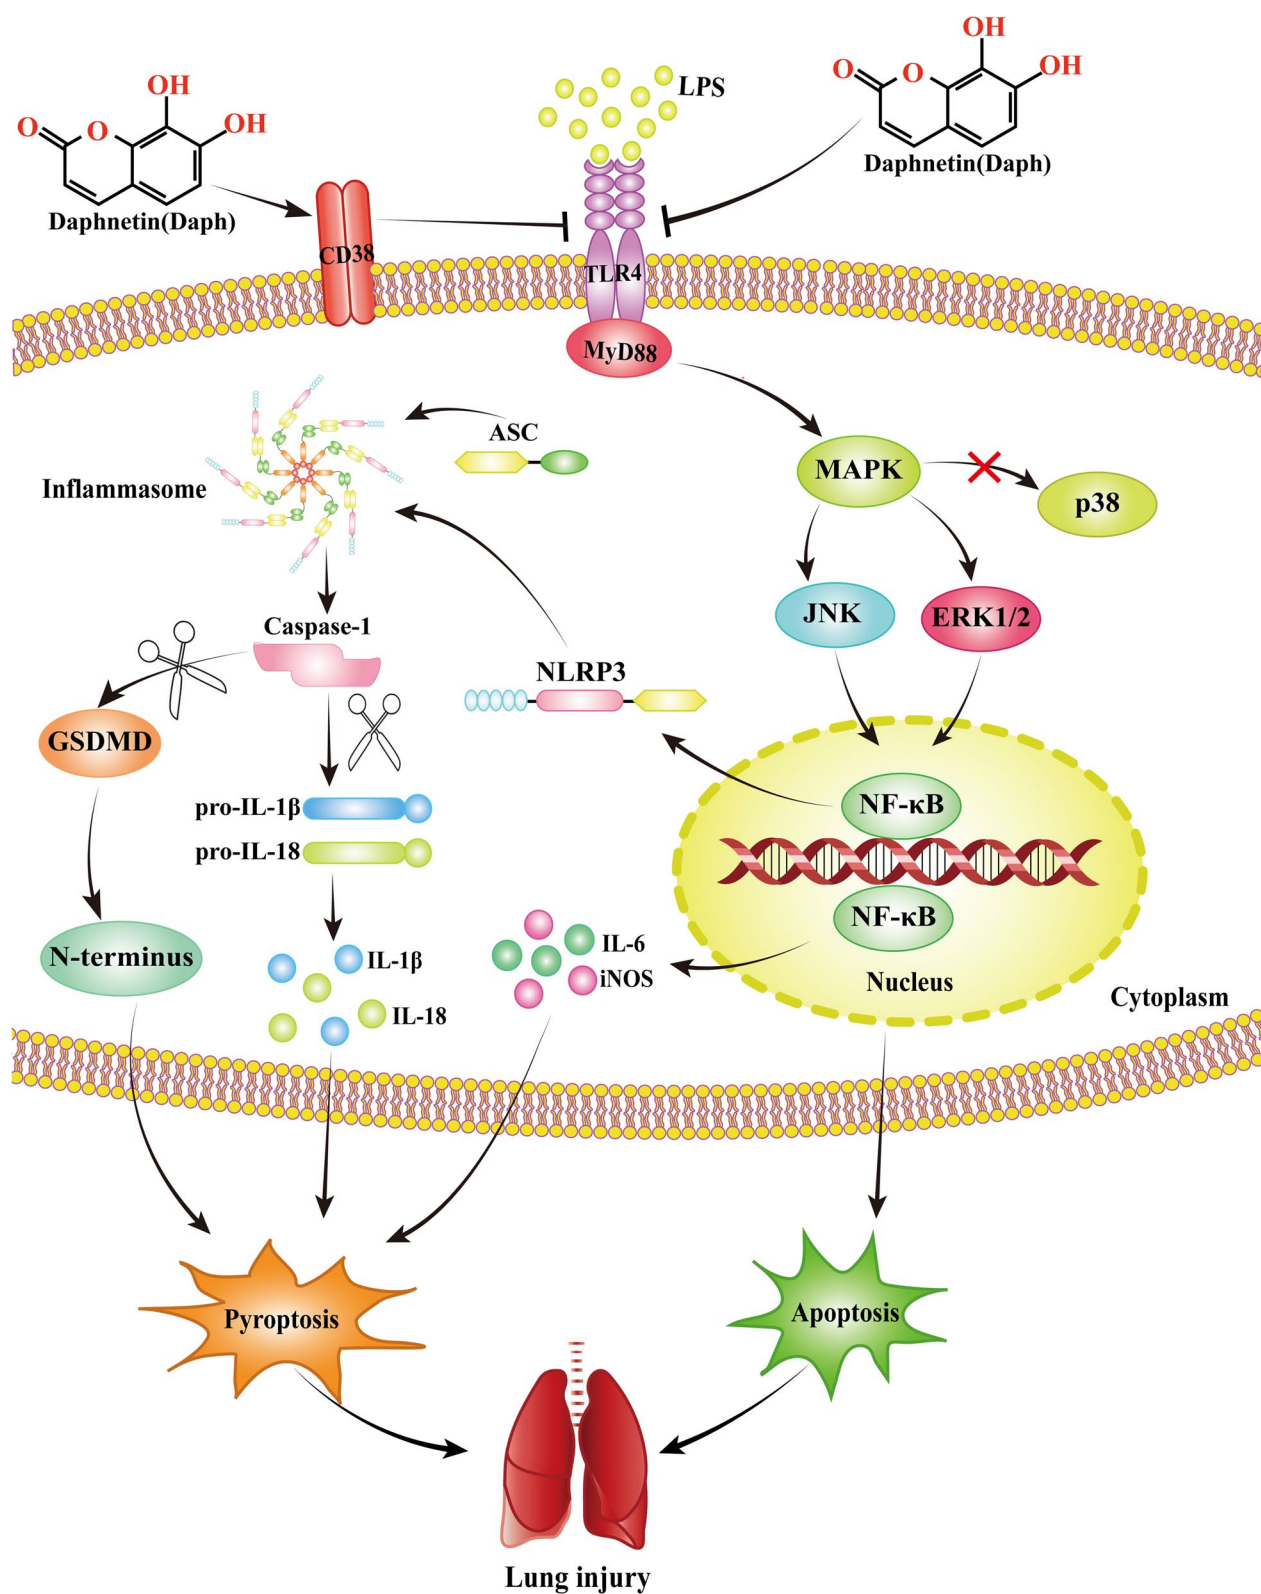 OH
O
O
OH
Daphnetin(Daph)
LPS
OH
O
O
OH
Daphnetin(Daph)
CD38
TLR4
MyD88
ASC
Inflammasome
MAPK
p38
JNK
ERK1/2
Caspase-1
NLRP3
GSDMD
pro-IL-1β
pro-IL-18
NF-κB
NF-κB
Nucleus
N-terminus
IL-1β
IL-18
IL-6
iNOS
Cytoplasm
Pyroptosis
Apoptosis
Lung injury